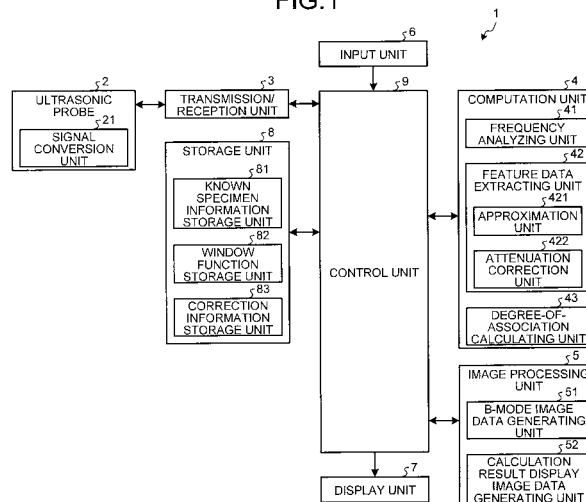 FIG.1
1
6
INPUT UNIT
2
ULTRASONIC
PROBE
21
SIGNAL
CONVERSION
UNIT
3
TRANSMISSION/
RECEPTION UNIT
8
STORAGE UNIT
81
KNOWN
SPECIMEN
INFORMATION
STORAGE UNIT
82
WINDOW
FUNCTION
STORAGE UNIT
83
CORRECTION
INFORMATION
STORAGE UNIT
9
CONTROL UNIT
4
COMPUTATION UNIT
41
FREQUENCY
ANALYZING UNIT
42
FEATURE DATA
EXTRACTING UNIT
421
APPROXIMATION
UNIT
422
ATTENUATION
CORRECTION
UNIT
43
DEGREE-OF-
ASSOCIATION
CALCULATING UNIT
5
IMAGE PROCESSING
UNIT
51
B-MODE IMAGE
DATA GENERATING
UNIT
52
CALCULATION
RESULT DISPLAY
IMAGE DATA
GENERATING UNIT
7
DISPLAY UNIT